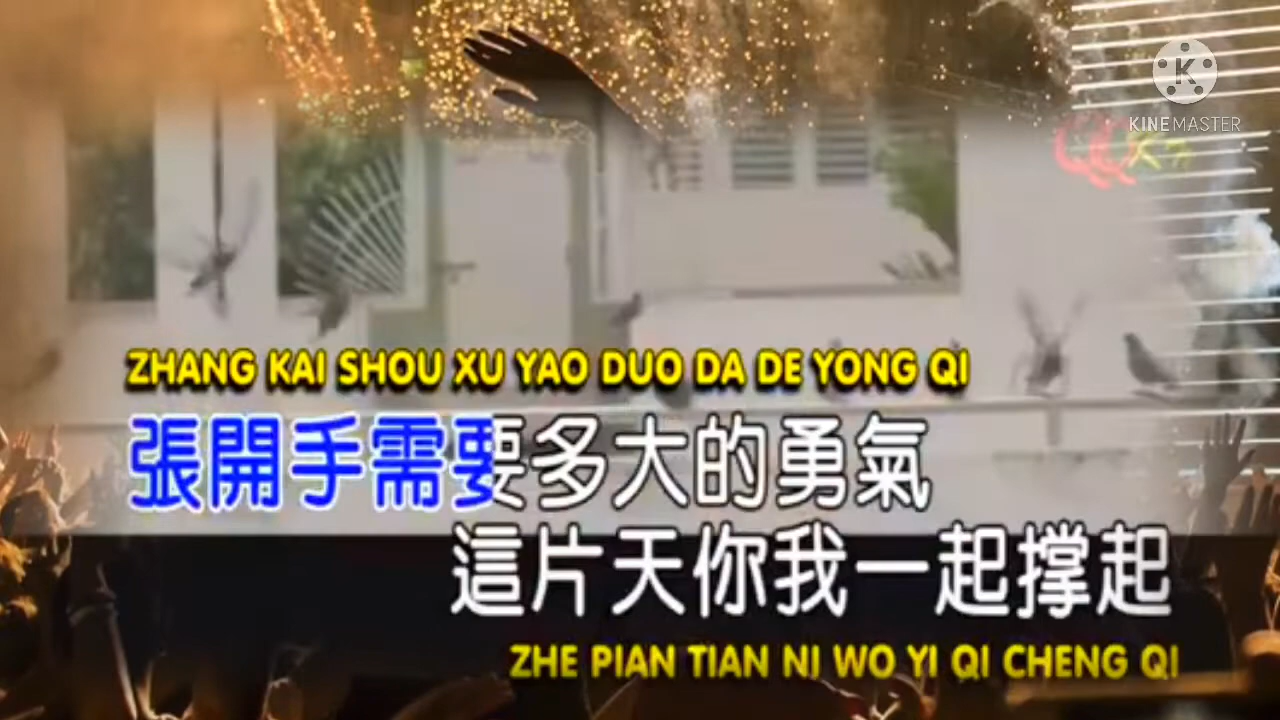 KINEMASTER
ZHANG KAI SHOU XU YAO DUO DA DE YONG QI
張開手需要多大的勇氣
這片天你我一起撐起
ZHE PIAN TIAN NI WO YI QI CHENG QI